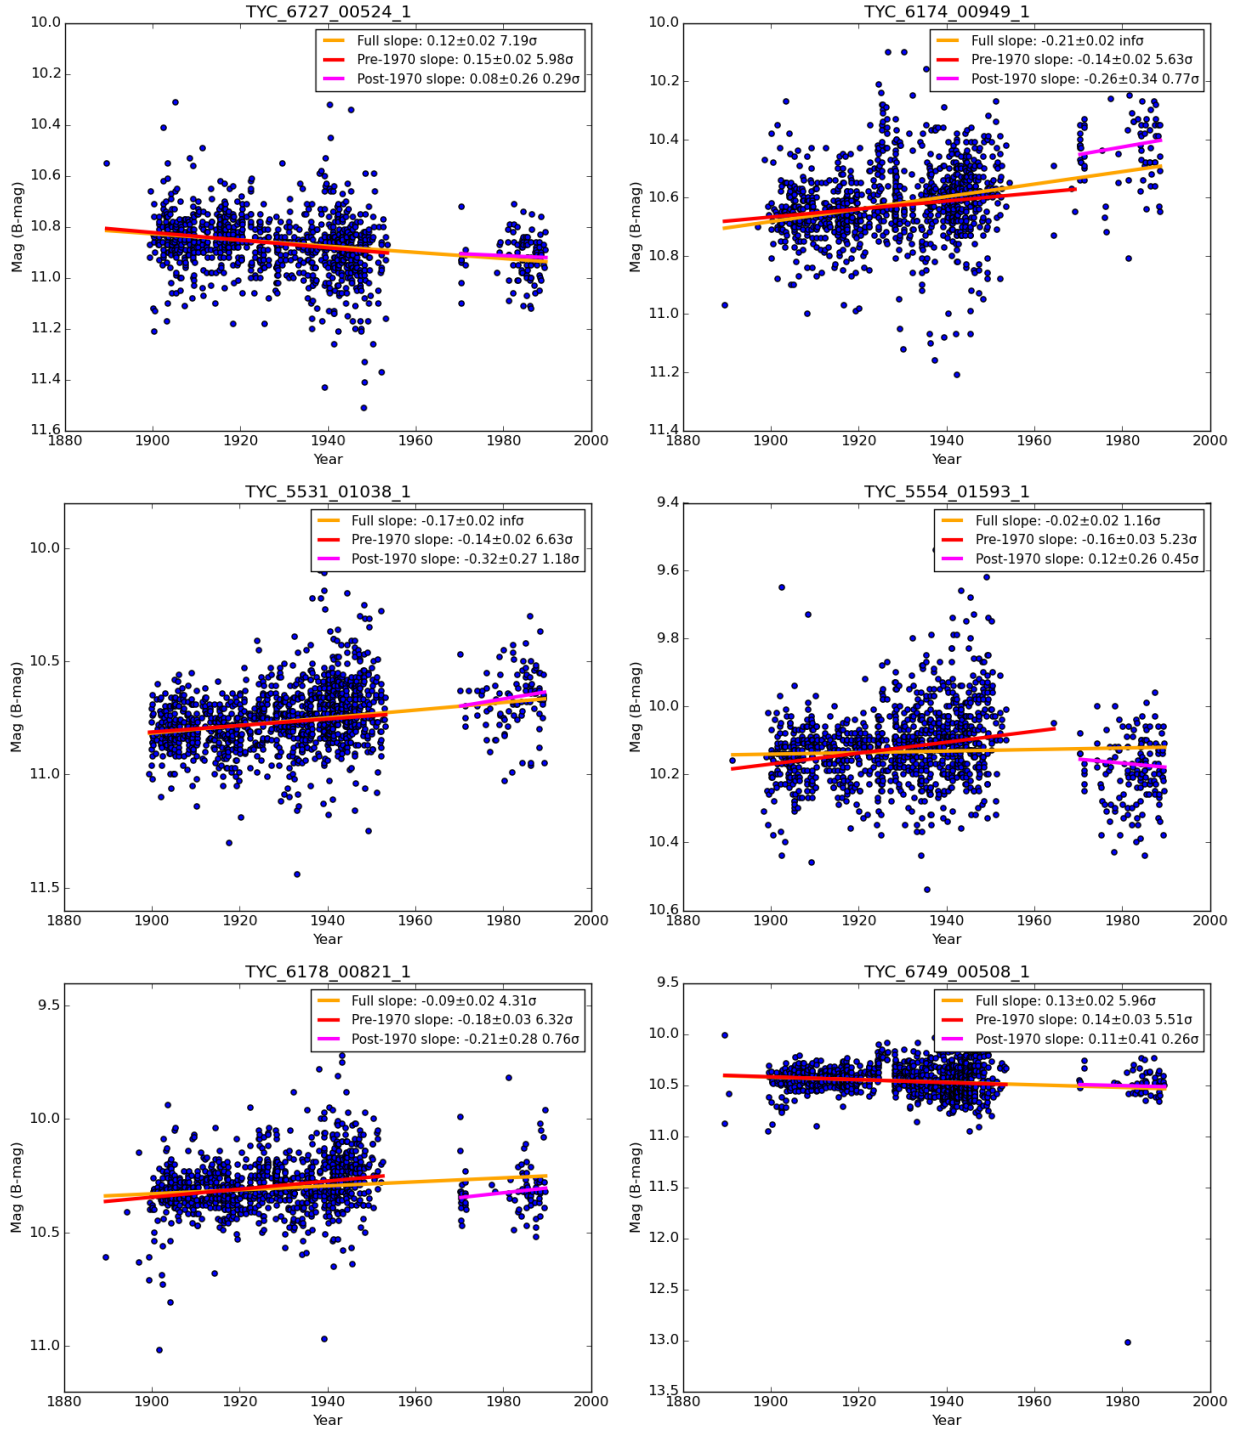 TYC_6727_00524_1
Full slope: 0.12±0.02 7.19σ
Pre-1970 slope: 0.15±0.02 5.98σ
Post-1970 slope: 0.08±0.26 0.29σ
10.0
10.2
10.4
10.6
10.8
11.0
11.2
11.4
11.6
Mag (B-mag)
1880 1900 1920 1940 1960 1980 2000
Year
TYC_6174_00949_1
Full slope: -0.21±0.02 infσ
Pre-1970 slope: -0.14±0.02 5.63σ
Post-1970 slope: -0.26±0.34 0.77σ
10.0
10.2
10.4
10.6
10.8
11.0
11.2
11.4
Mag (B-mag)
1880 1900 1920 1940 1960 1980 2000
Year
TYC_5531_01038_1
Full slope: -0.17±0.02 infσ
Pre-1970 slope: -0.14±0.02 6.63σ
Post-1970 slope: -0.32±0.27 1.18σ
10.0
10.5
11.0
11.5
Mag (B-mag)
1880 1900 1920 1940 1960 1980 2000
Year
TYC_5554_01593_1
Full slope: -0.02±0.02 1.16σ
Pre-1970 slope: -0.16±0.03 5.23σ
Post-1970 slope: 0.12±0.26 0.45σ
9.4
9.6
9.8
10.0
10.2
10.4
10.6
Mag (B-mag)
1880 1900 1920 1940 1960 1980 2000
Year
TYC_6178_00821_1
Full slope: -0.09±0.02 4.31σ
Pre-1970 slope: -0.18±0.03 6.32σ
Post-1970 slope: -0.21±0.28 0.76σ
9.5
10.0
10.5
11.0
Mag (B-mag)
1880 1900 1920 1940 1960 1980 2000
Year
TYC_6749_00508_1
Full slope: 0.13±0.02 5.96σ
Pre-1970 slope: 0.14±0.03 5.51σ
Post-1970 slope: 0.11±0.41 0.26σ
9.5
10.0
10.5
11.0
11.5
12.0
12.5
13.0
13.5
Mag (B-mag)
1880 1900 1920 1940 1960 1980 2000
Year